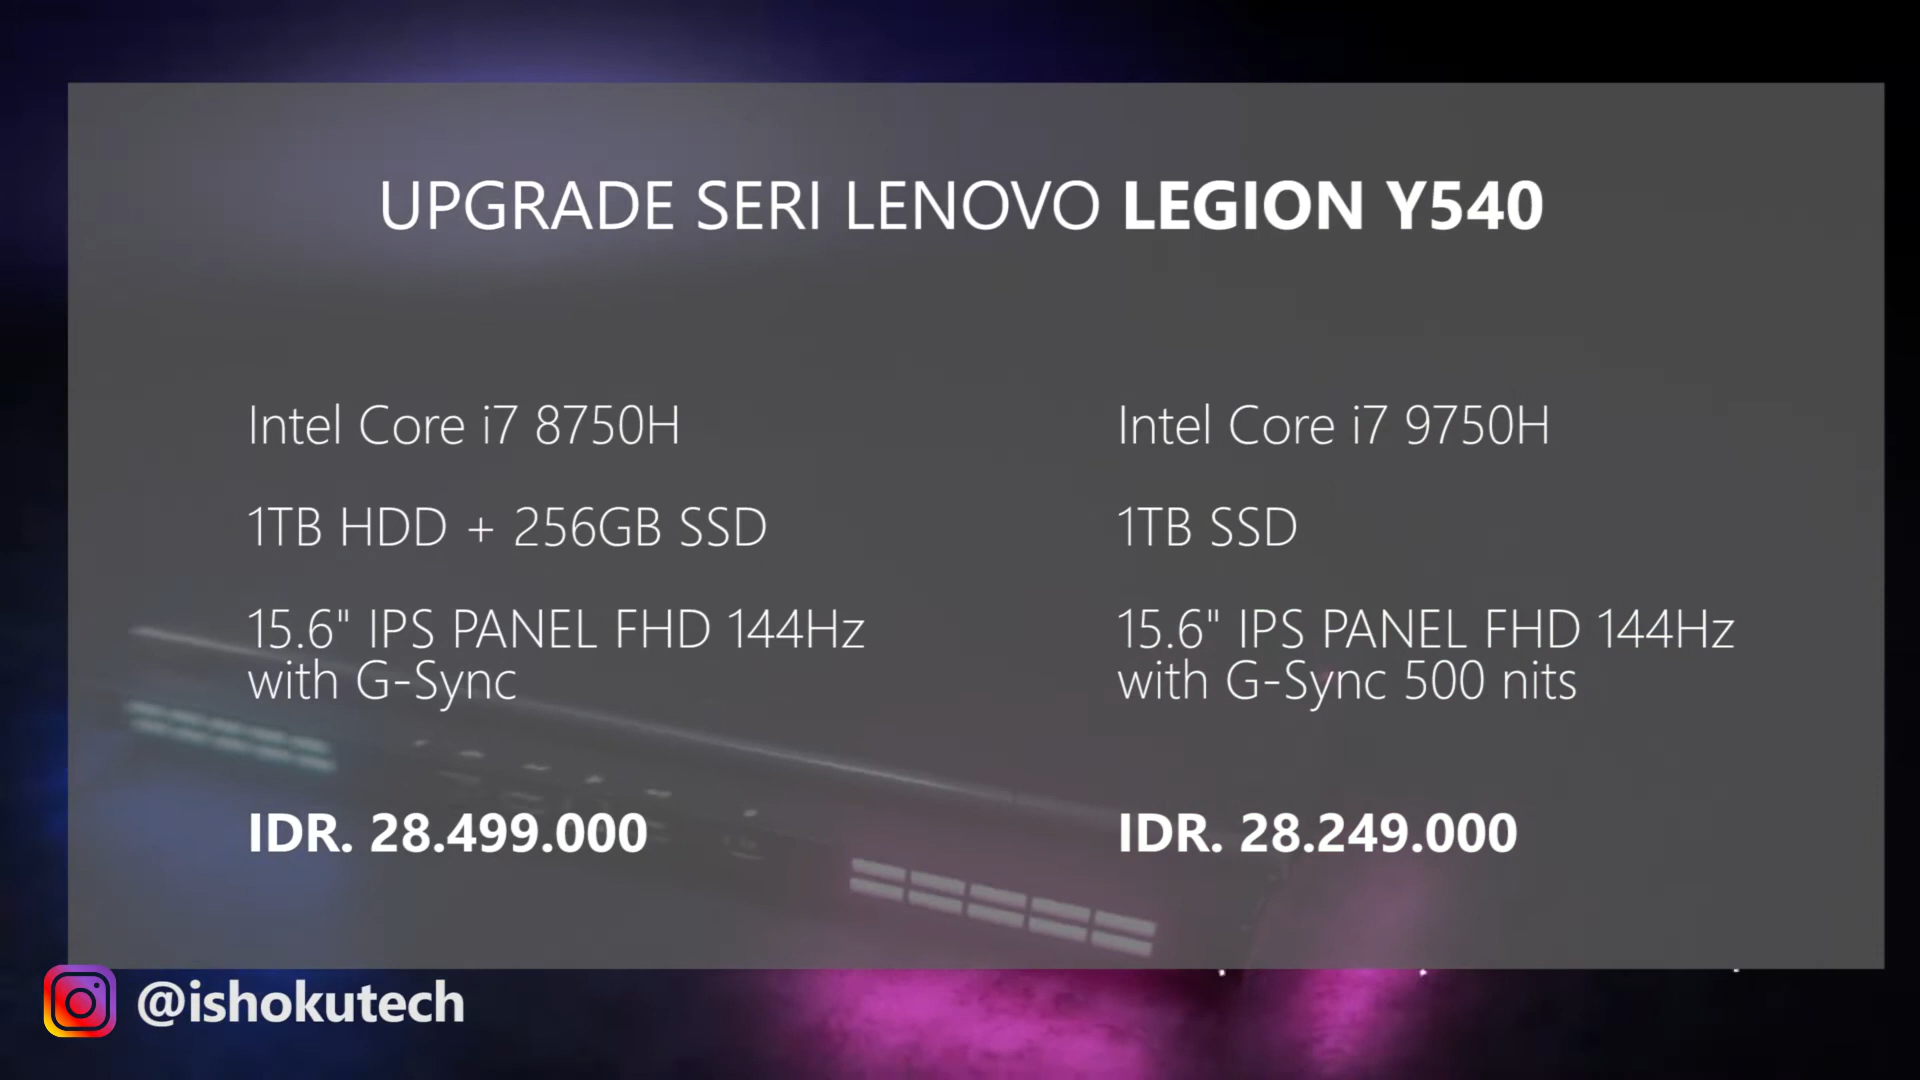 UPGRADE SERI LENOVO LEGION Y540
Intel Core i7 8750H
1TB HDD + 256GB SSD
15.6" IPS PANEL FHD 144Hz
with G-Sync
IDR. 28.499.000
Intel Core i7 9750H
1TB SSD
15.6" IPS PANEL FHD 144Hz
with G-Sync 500 nits
IDR. 28.249.000
@ishokutech